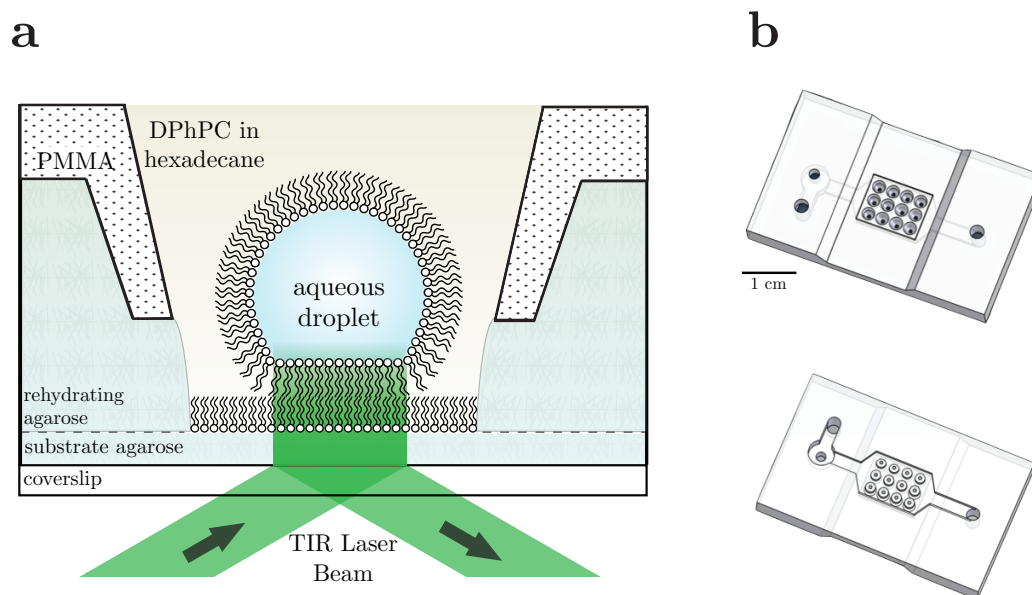 a
b
DPhPC in
hexadecane
PMMA
aqueous
droplet
1 cm
rehydrating
agarose
substrate agarose
coverslip
TIR Laser
Beam